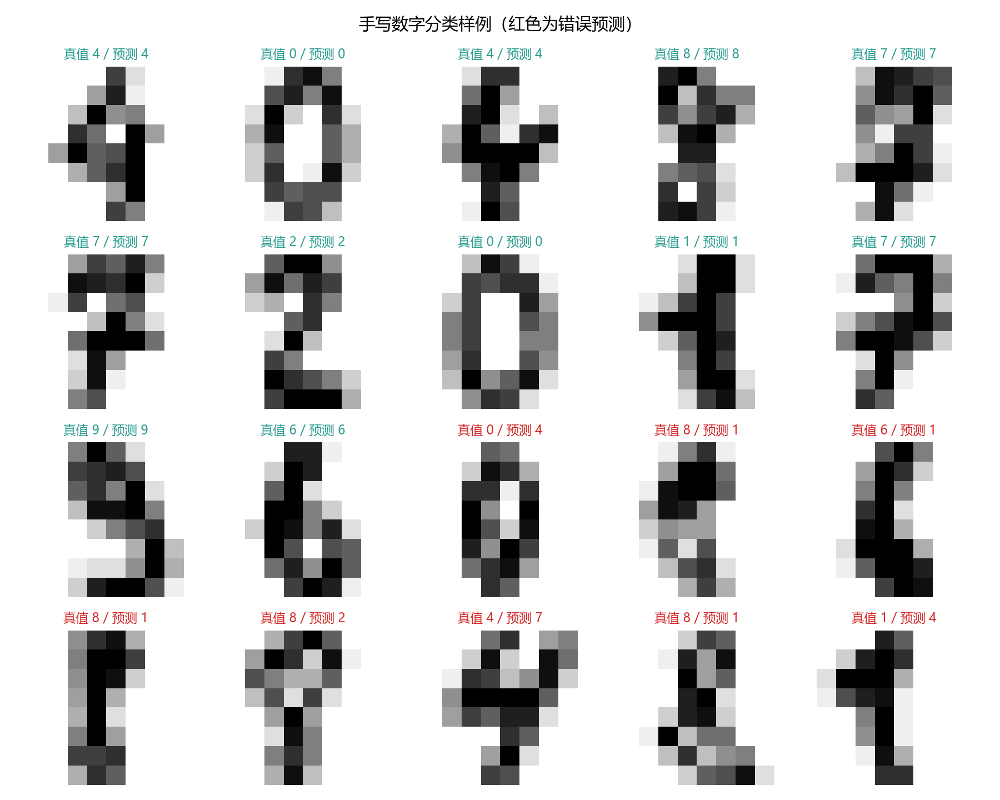 手写数字分类样例（红色为错误预测）
真值 4 / 预测 4
真值 0 / 预测 0
真值 4 / 预测 4
真值 8 / 预测 8
真值 7 / 预测 7
真值 7 / 预测 7
真值 2 / 预测 2
真值 0 / 预测 0
真值 1 / 预测 1
真值 7 / 预测 7
真值 9 / 预测 9
真值 6 / 预测 6
真值 0 / 预测 4
真值 8 / 预测 1
真值 6 / 预测 1
真值 8 / 预测 1
真值 8 / 预测 2
真值 4 / 预测 7
真值 8 / 预测 1
真值 1 / 预测 4